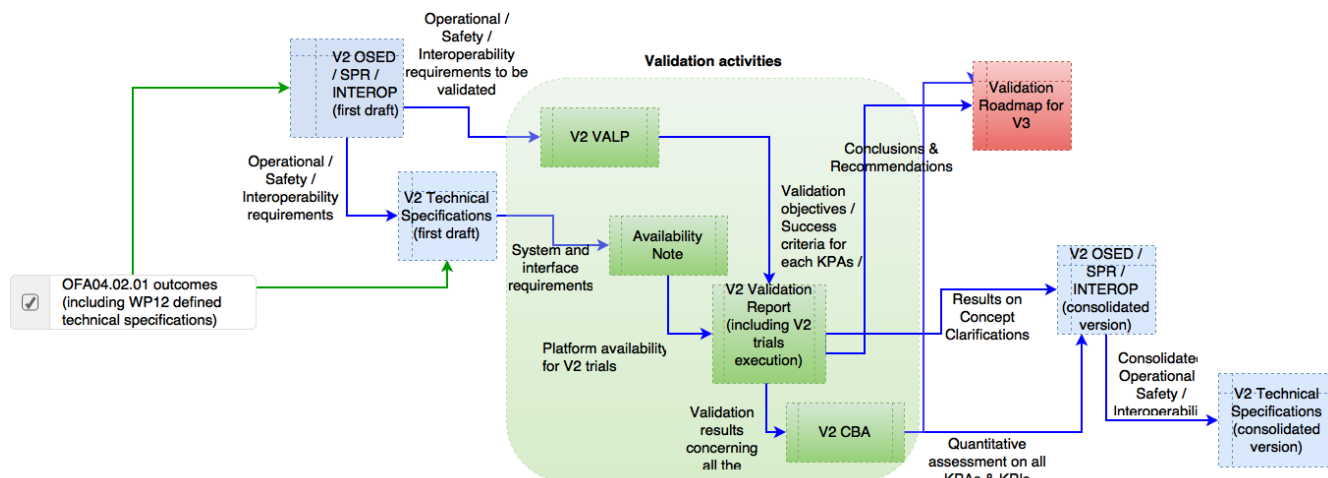 Operational /
Safety /
Interoperability
requirements to be
validated
V2 OSED
/ SPR /
INTEROP
(first draft)
Validation activities
Validation
Roadmap for
V3
V2 VALP
Conclusions &
Recommendations
Operational /
Safety /
Interoperability
requirements
V2 Technical
Specifications
(first draft)
Validation
objectives /
Success
criteria for
each KPAs /
Availability
Note
System and
interface
requirements
OFA04.02.01 outcomes
(including WP12 defined
technical specifications)
V2 OSED /
SPR /
INTEROP
(consolidated
version)
V2 Validation
Report
(including V2
trials
execution)
Results on
Concept
Clarifications
Platform availability
for V2 trials
Consolidated
Operational
Safety /
V2 Technical
Specifications
(consolidated
version)
Validation
results
concerning
all the
V2 CBA
Quantitative
assessment on all
KPAs & KPIs